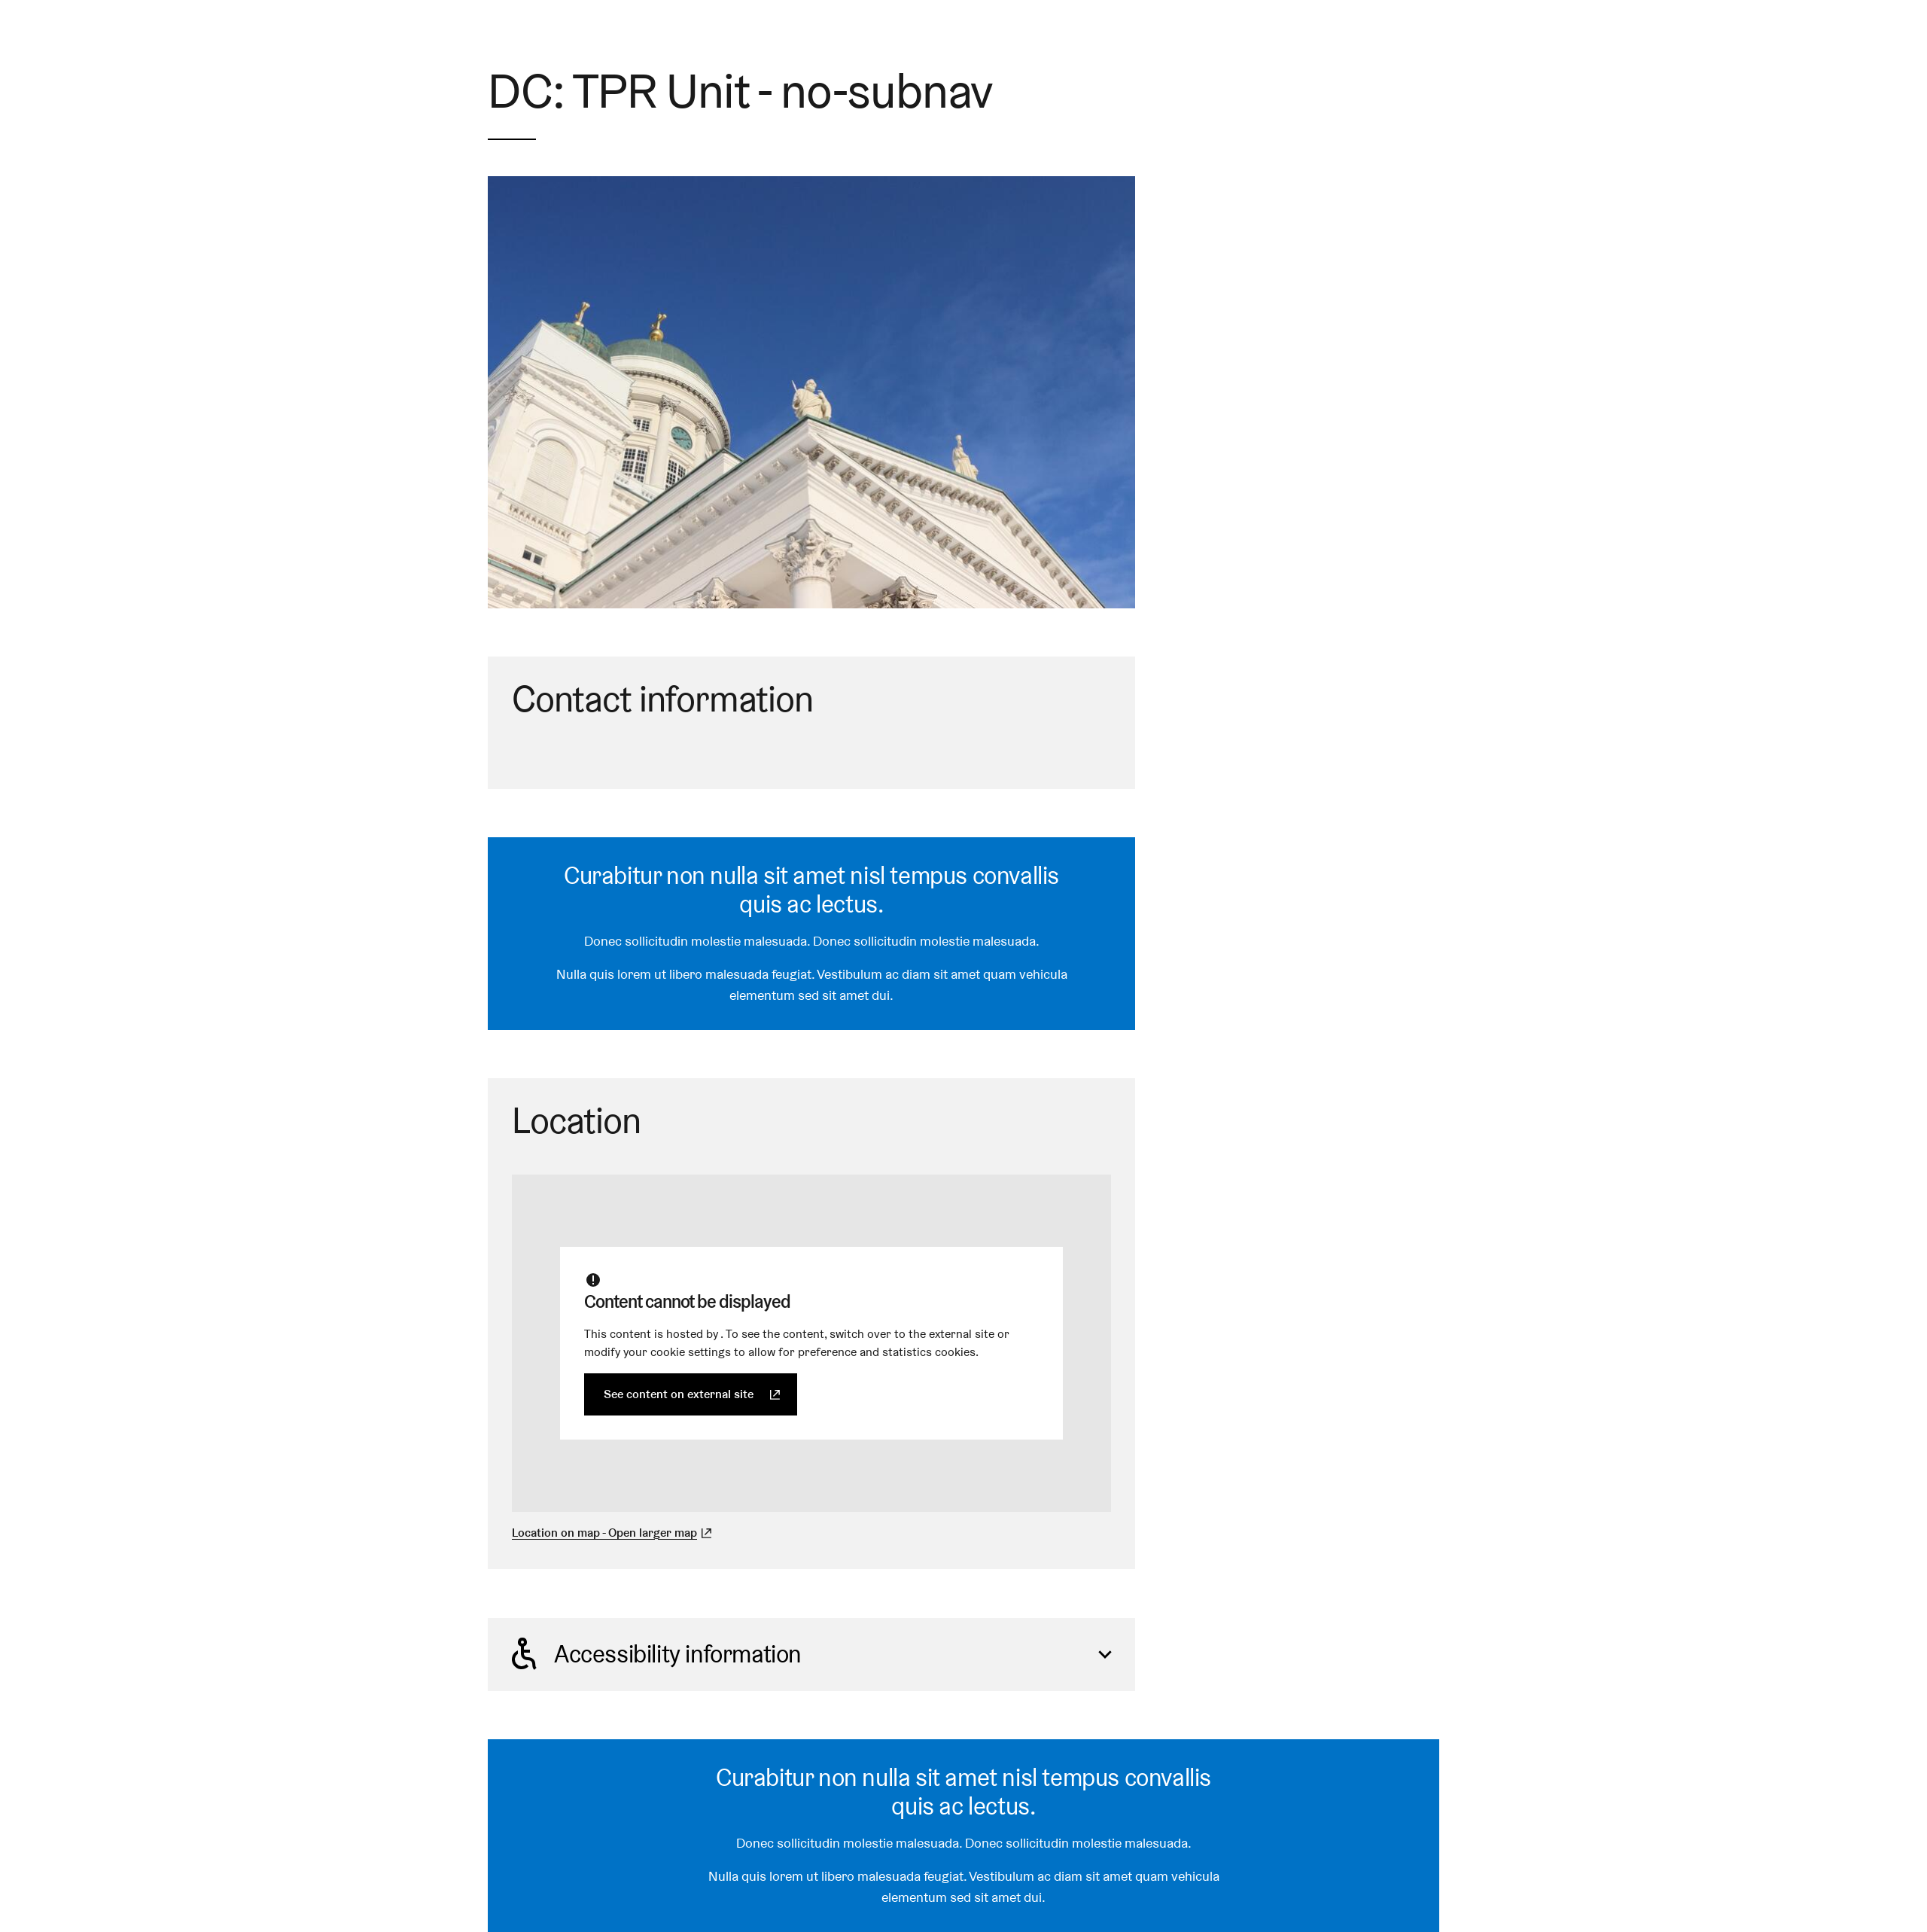 DC: TPR Unit - no-subnav
Contact information
Curabitur non nulla sit amet nisl tempus convallis
quis ac lectus.
Donec sollicitudin molestie malesuada. Donec sollicitudin molestie malesuada.
Nulla quis lorem ut libero malesuada feugiat. Vestibulum ac diam sit amet quam vehicula
elementum sed sit amet dui.
Location
Content cannot be displayed
This content is hosted by . To see the content, switch over to the external site or
modify your cookie settings to allow for preference and statistics cookies.
See content on external site
Location on map - Open larger map
Accessibility information
Curabitur non nulla sit amet nisl tempus convallis
quis ac lectus.
Donec sollicitudin molestie malesuada. Donec sollicitudin molestie malesuada.
Nulla quis lorem ut libero malesuada feugiat. Vestibulum ac diam sit amet quam vehicula
elementum sed sit amet dui.